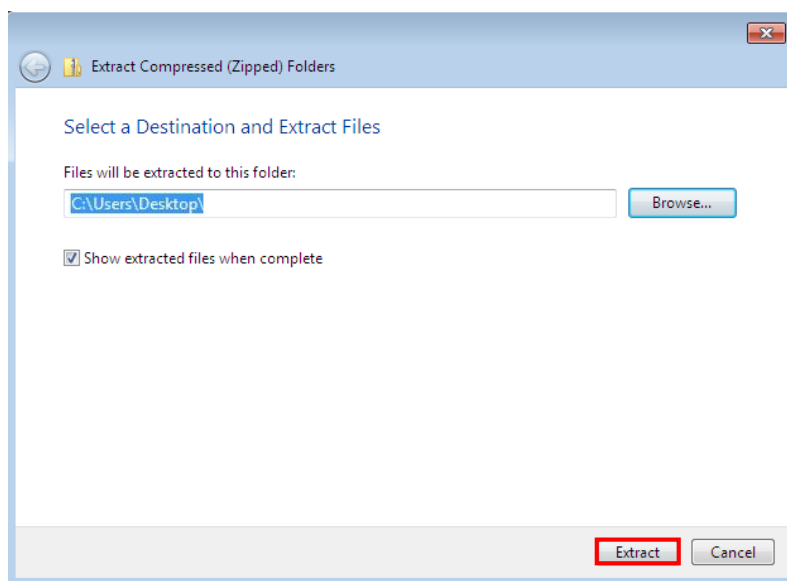 Extract Compressed (Zipped) Folders
Select a Destination and Extract Files
Files will be extracted to this folder:
C:\Users\Desktop\
Browse...
Show extracted files when complete
Extract
Cancel